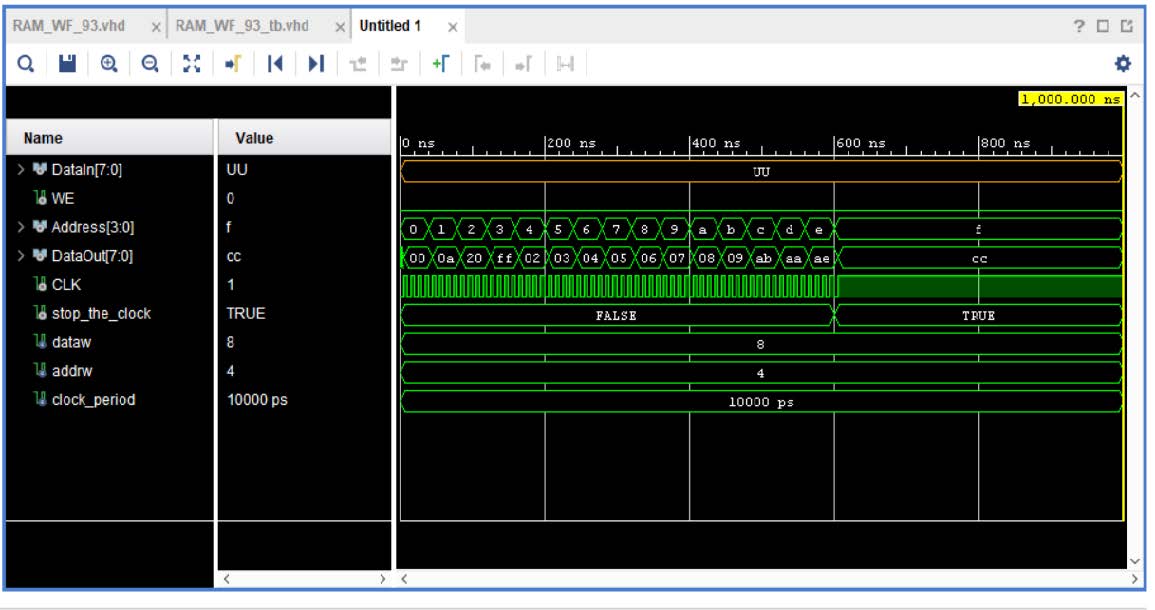 RAM_WF_93.vhd × RAM_WF_93_tb.vhd × Untitled 1 ×
1,000.000 ns
Name Value 0 ns 200 ns 400 ns 600 ns 800 ns
DataIn[7:0] UU UU
WE 0
Address[3:0] f 0 1 2 3 4 5 6 7 8 9 a b c d e f
DataOut[7:0] cc 00 0a 20 ff 02 03 04 05 06 07 08 09 ab aa ae cc
CLK 1
stop_the_clock TRUE FALSE TRUE
dataw 8 8
addrw 4 4
clock_period 10000 ps 10000 ps